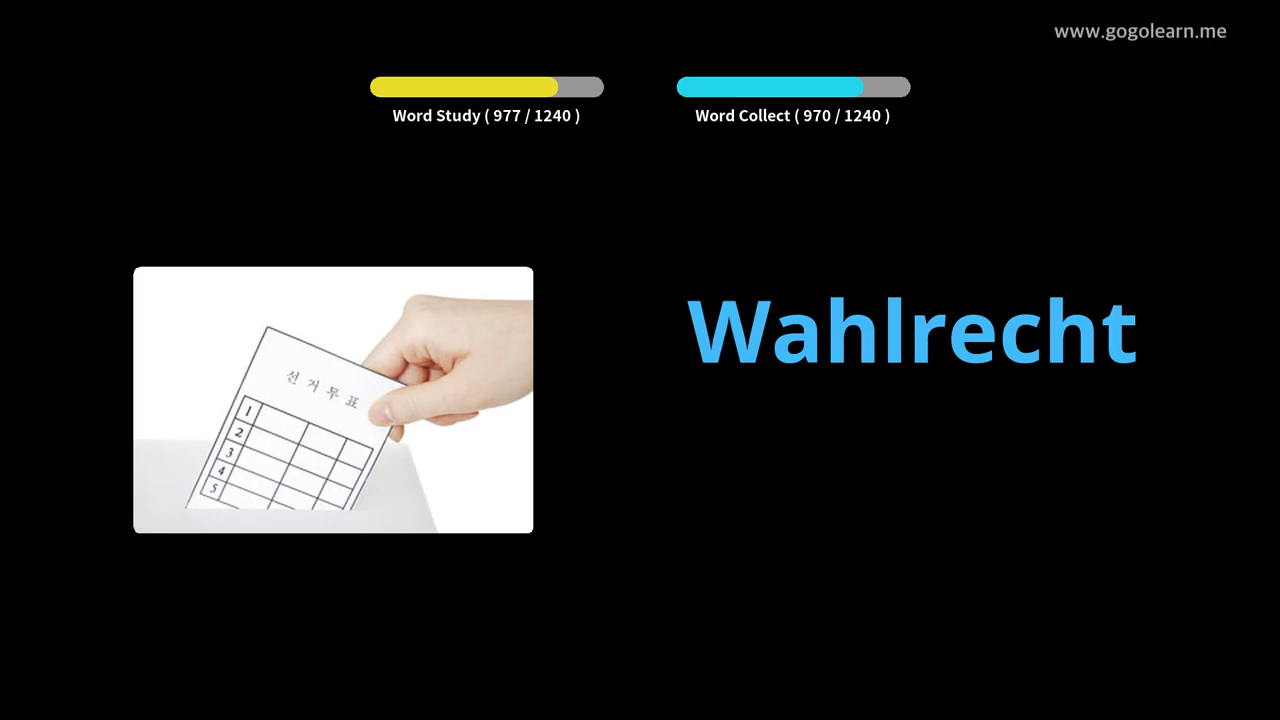 www.gogolearn.me
Word Study ( 977 / 1240 )
Word Collect ( 970 / 1240 )
Wahlrecht
선거투표
1
2
3
4
5